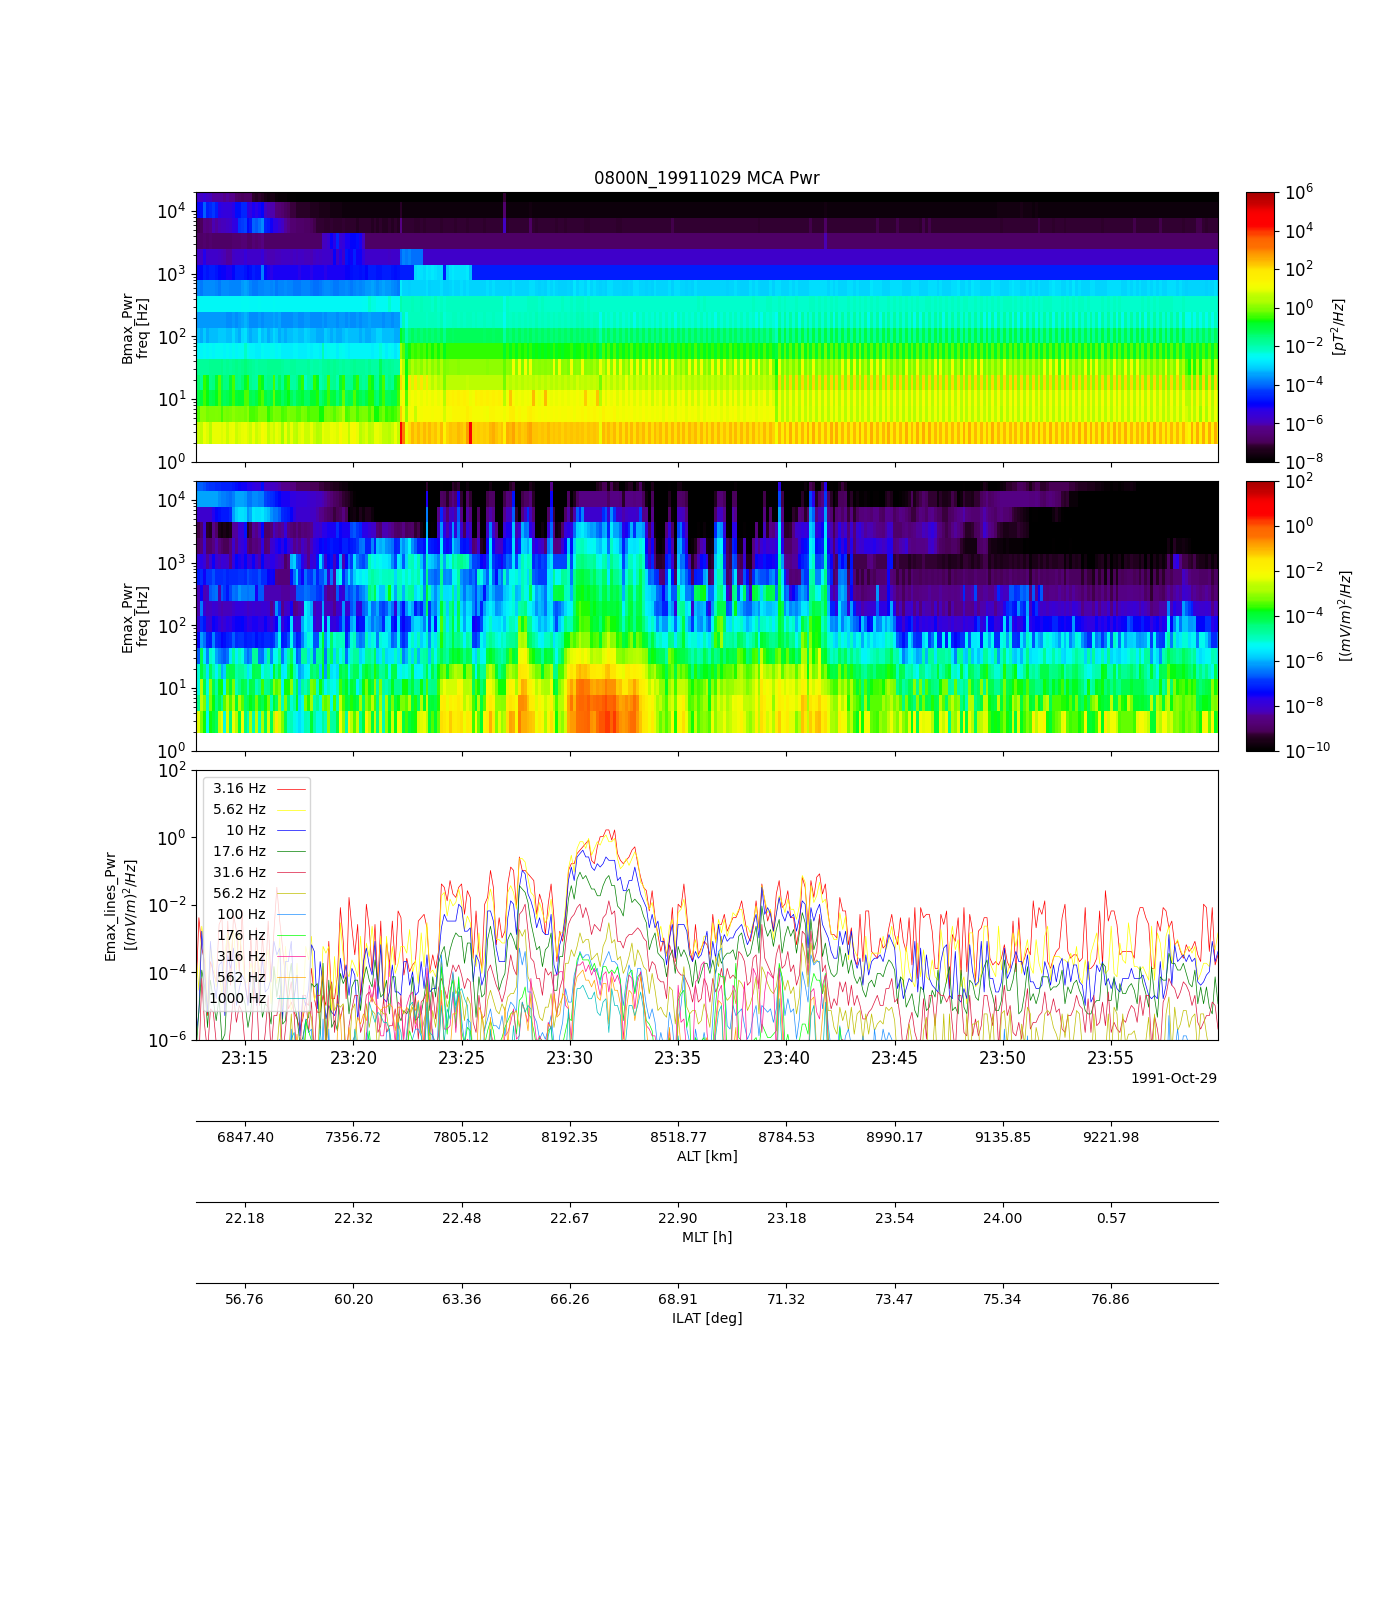 0800N_19911029 MCA Pwr
10^4
10^3
10^2
10^1
10^0
Bmax_Pwr
freq [Hz]
10^6
10^4
10^2
10^0
10^-2
10^-4
10^-6
10^-8
[pT^2/Hz]
10^4
10^3
10^2
10^1
10^0
Emax_Pwr
freq [Hz]
10^2
10^0
10^-2
10^-4
10^-6
10^-8
10^-10
[(mV/m)^2/Hz]
10^2
10^0
10^-2
10^-4
10^-6
Emax_lines_Pwr
[(mV/m)^2/Hz]
3.16 Hz
5.62 Hz
10 Hz
17.6 Hz
31.6 Hz
56.2 Hz
100 Hz
176 Hz
316 Hz
562 Hz
1000 Hz
23:15 23:20 23:25 23:30 23:35 23:40 23:45 23:50 23:55
1991-Oct-29
6847.40 7356.72 7805.12 8192.35 8518.77 8784.53 8990.17 9135.85 9221.98
ALT [km]
22.18 22.32 22.48 22.67 22.90 23.18 23.54 24.00 0.57
MLT [h]
56.76 60.20 63.36 66.26 68.91 71.32 73.47 75.34 76.86
ILAT [deg]